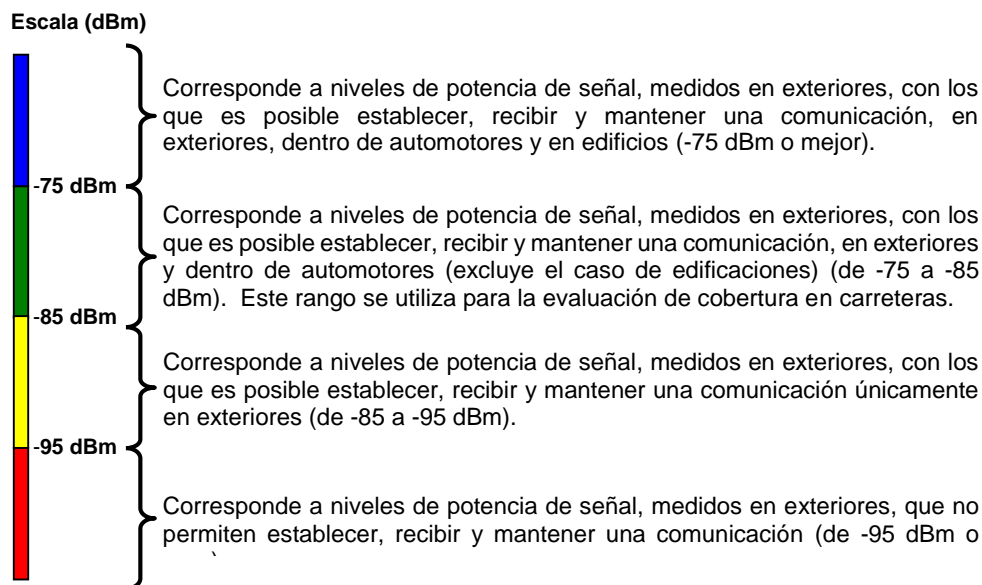 Escala (dBm)
Corresponde a niveles de potencia de señal, medidos en exteriores, con los
que es posible establecer, recibir y mantener una comunicación, en
exteriores, dentro de automotores y en edificios (-75 dBm o mejor).
-75 dBm
Corresponde a niveles de potencia de señal, medidos en exteriores, con los
que es posible establecer, recibir y mantener una comunicación, en exteriores
y dentro de automotores (excluye el caso de edificaciones) (de -75 a -85
dBm). Este rango se utiliza para la evaluación de cobertura en carreteras.
-85 dBm
Corresponde a niveles de potencia de señal, medidos en exteriores, con los
que es posible establecer, recibir y mantener una comunicación únicamente
en exteriores (de -85 a -95 dBm).
-95 dBm
Corresponde a niveles de potencia de señal, medidos en exteriores, que no
permiten establecer, recibir y mantener una comunicación (de -95 dBm o